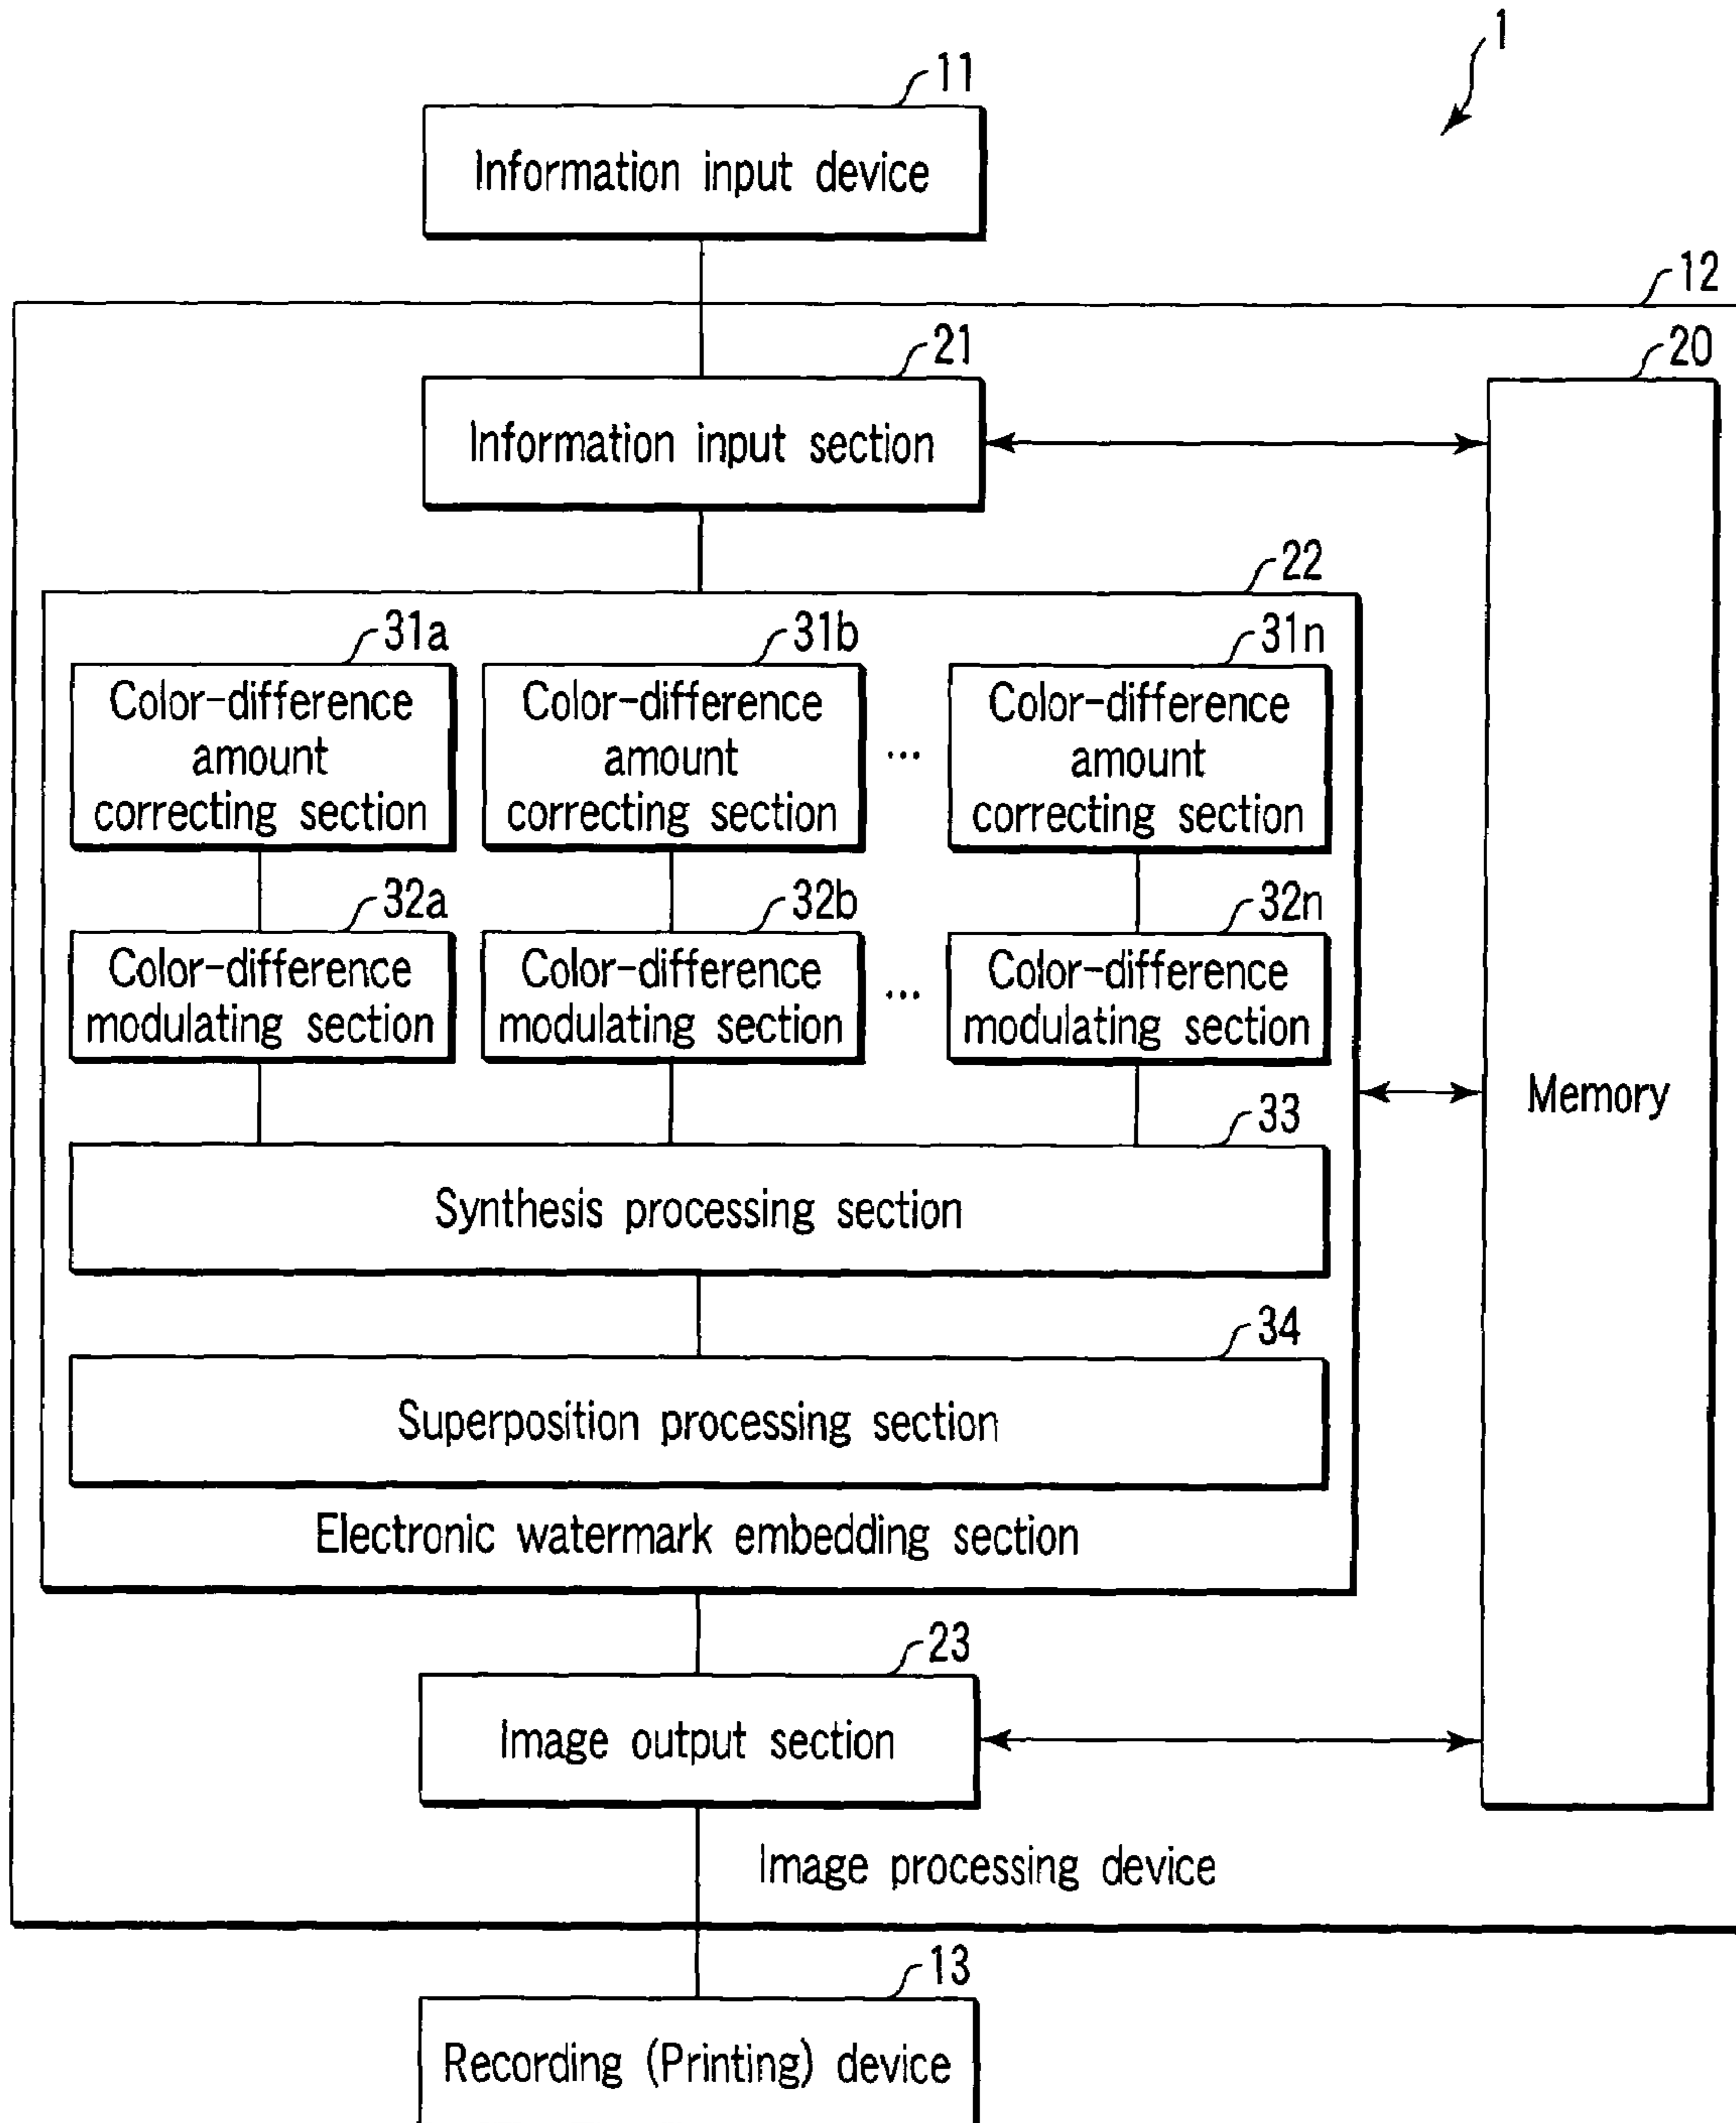 1
11
Information input device
12
21
20
Information input section
22
31a
31b
31n
Color-difference
amount
correcting section
Color-difference
amount
correcting section
...
Color-difference
amount
correcting section
32a
32b
32n
Color-difference
modulating section
Color-difference
modulating section
...
Color-difference
modulating section
Memory
33
Synthesis processing section
34
Superposition processing section
Electronic watermark embedding section
23
Image output section
Image processing device
13
Recording (Printing) device